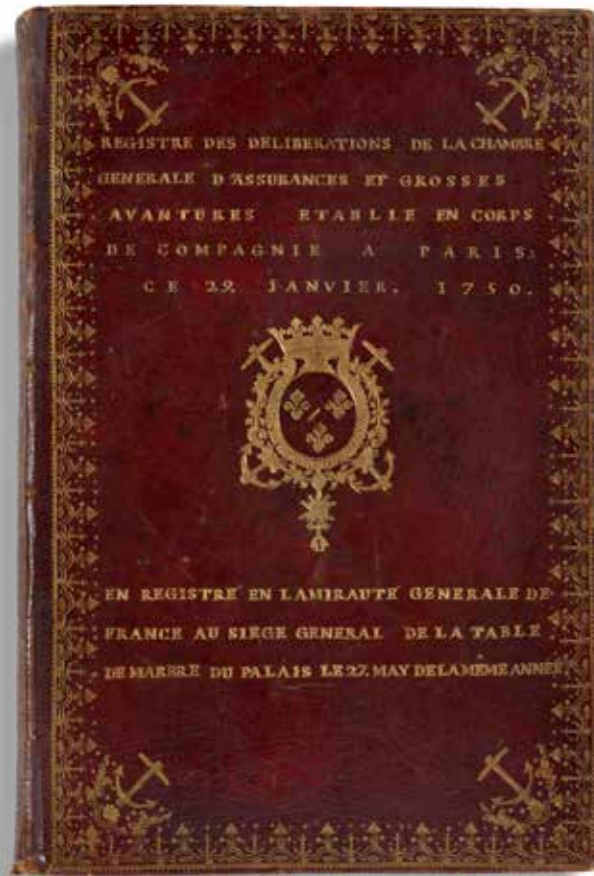 REGISTRE DES DELIBERATIONS DE LA CHAMBRE
GENERALE D'ASSURANCES ET GROSSES
AVANTURES ETABLIE EN CORPS
DE COMPAGNIE A PARIS:
CE 29 JANVIER. 1750.
EN REGISTRE EN LAMIRAUTÉ GENERALE DE
FRANCE AU SIEGE GENERAL DE LA TABLE
DE MARBRE DU PALAIS LE 27. MAY DE LA MÊME ANNÉE